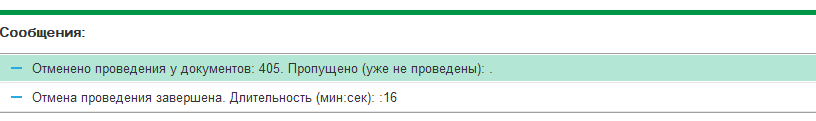 Сообщения:
Отменено проведения у документов: 405. Пропущено (уже не проведены): .
Отмена проведения завершена. Длительность (мин:сек): :16